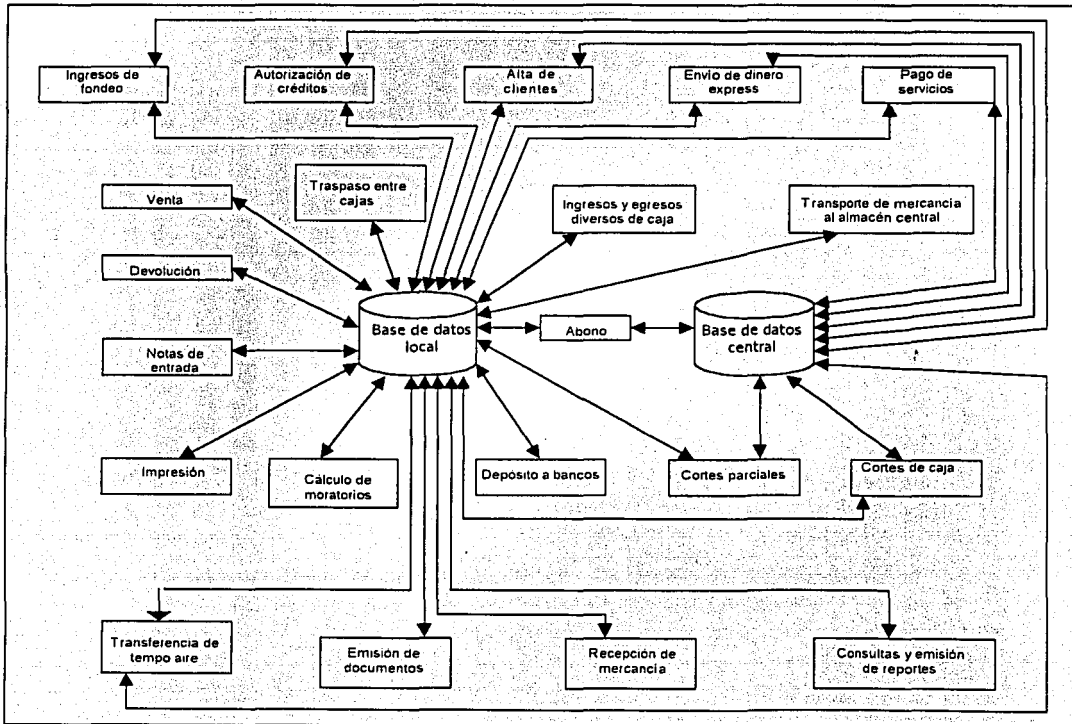 Ingresos de
fondeo
Autorización de
créditos
Alta de
clientes
Envío de dinero
express
Pago de
servicios
Venta
Traspaso entre
cajas
Ingresos y egresos
diversos de caja
Transporte de mercancia
al almacén central
Devolución
Base de datos
local
Abono
Base de datos
central
Notas de
entrada
Impresión
Cálculo de
moratorios
Depósito a bancos
Cortes parciales
Cortes de caja
Transferencia de
tempo aire
Emisión de
documentos
Recepción de
mercancía
Consultas y emisión
de reportes